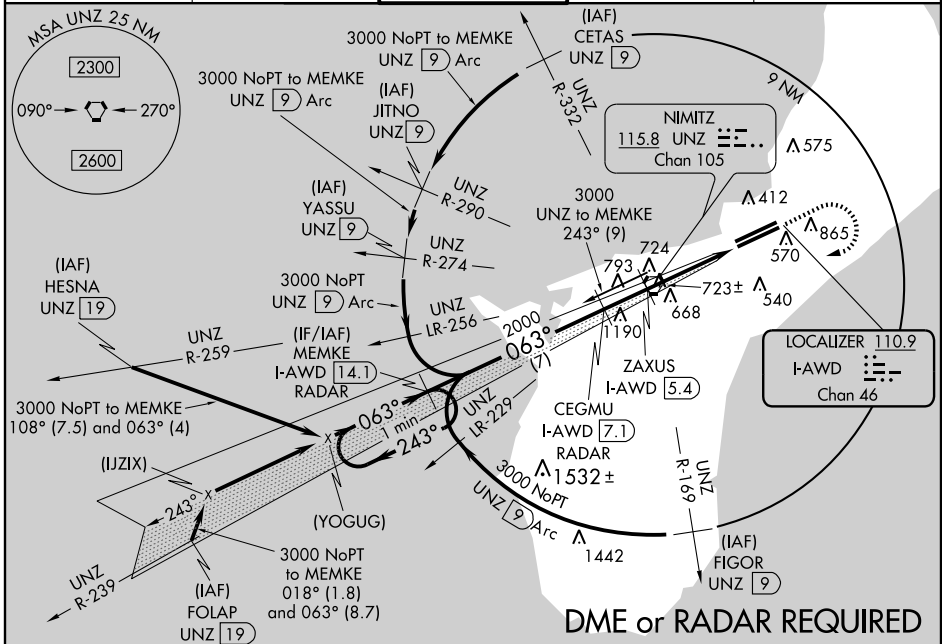 MSA UNZ 25 NM
2300
090°
270°
2600
3000 NoPT to MEMKE
UNZ 9 Arc
3000 NoPT to MEMKE
UNZ 9 Arc
(IAF)
CETAS
UNZ 9
UNZ
R-332
9 NM
(IAF)
JITNO
UNZ 9
UNZ
R-290
NIMITZ
115.8 UNZ
Chan 105
575
412
865
570
540
(IAF)
YASSU
UNZ 9
UNZ
R-274
3000
UNZ to MEMKE
243° (9)
793
724
723±
668
1190
(IAF)
HESNA
UNZ 19
3000 NoPT
UNZ 9 Arc
UNZ
LR-256
UNZ
R-259
(IF/IAF)
MEMKE
I-AWD 14.1
RADAR
2000
063°
(7)
LOCALIZER 110.9
I-AWD
Chan 46
ZAXUS
I-AWD 5.4
CEGMU
I-AWD 7.1
RADAR
1532 ±
3000 NoPT to MEMKE
108° (7.5) and 063° (4)
063°
1 min
243°
UNZ
LR-229
(IJZIX)
243°
(YOGUG)
3000 NoPT
UNZ 9 Arc
UNZ
R-169
1442
3000 NoPT
to MEMKE
018° (1.8)
and 063° (8.7)
UNZ
R-239
(IAF)
FOLAP
UNZ 19
(IAF)
FIGOR
UNZ 9
DME or RADAR REQUIRED